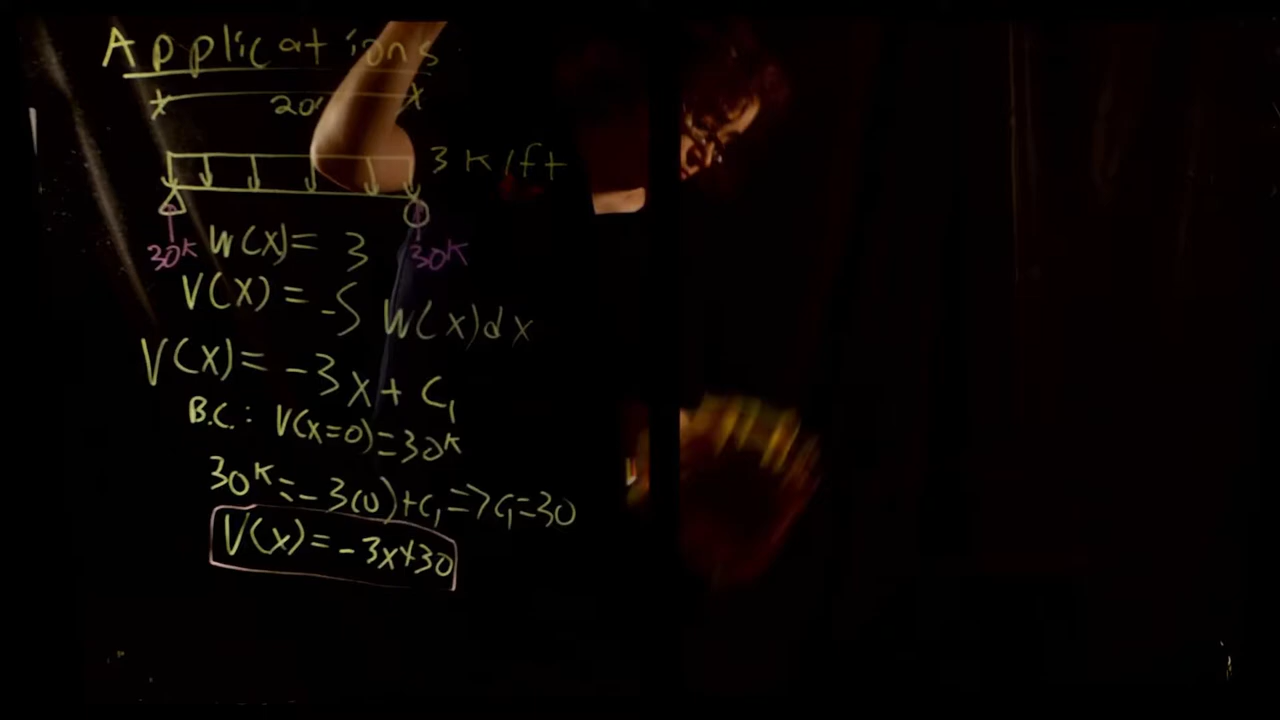 Applications
20'
3 K/ft
30K 30K
W(X)= 3
V(X) = -∫ W(X)dX
V(X)= -3X+ C₁
B.C.: V(X=0)=30K
30K=-3(0)+C₁=>C₁=30
V(X)=-3X+30